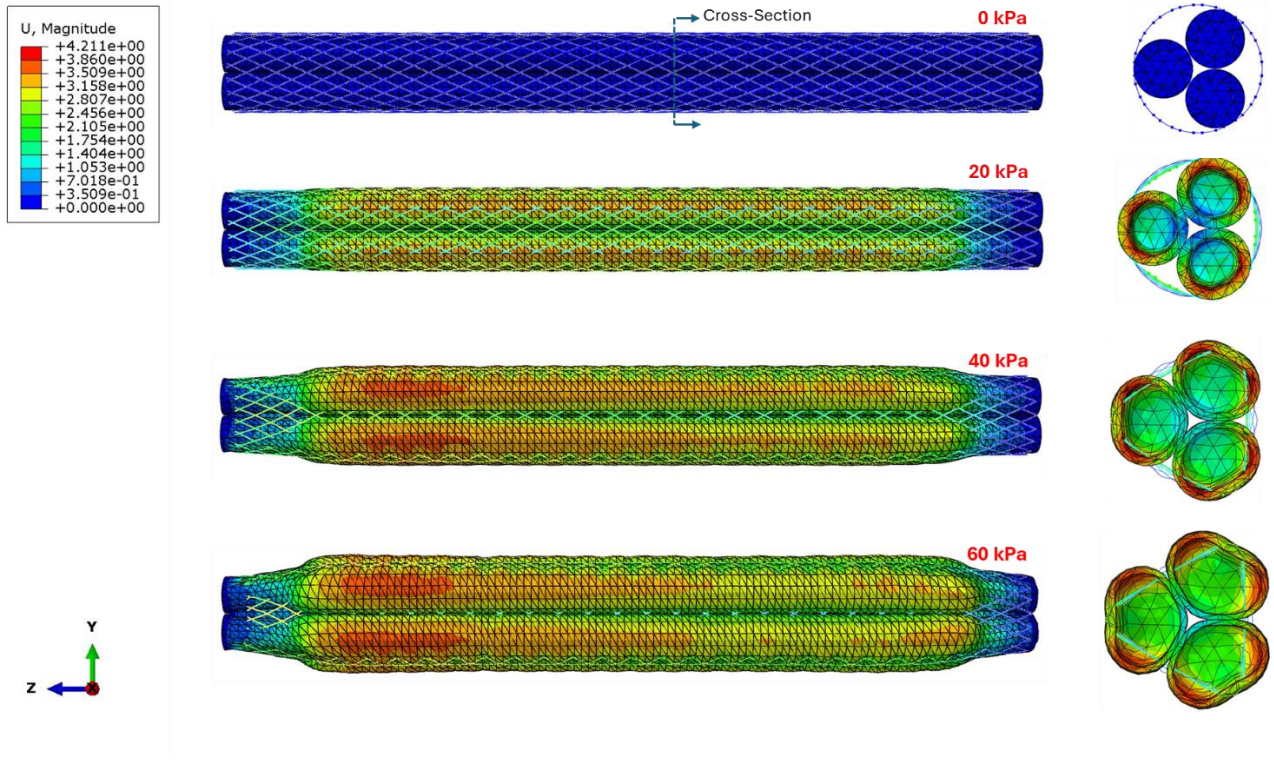 U, Magnitude
+4.211e+00
+3.860e+00
+3.509e+00
+3.158e+00
+2.807e+00
+2.456e+00
+2.105e+00
+1.754e+00
+1.404e+00
+1.053e+00
+7.018e-01
+3.509e-01
+0.000e+00
Cross-Section
0 kPa
20 kPa
40 kPa
60 kPa
Y
Z
X